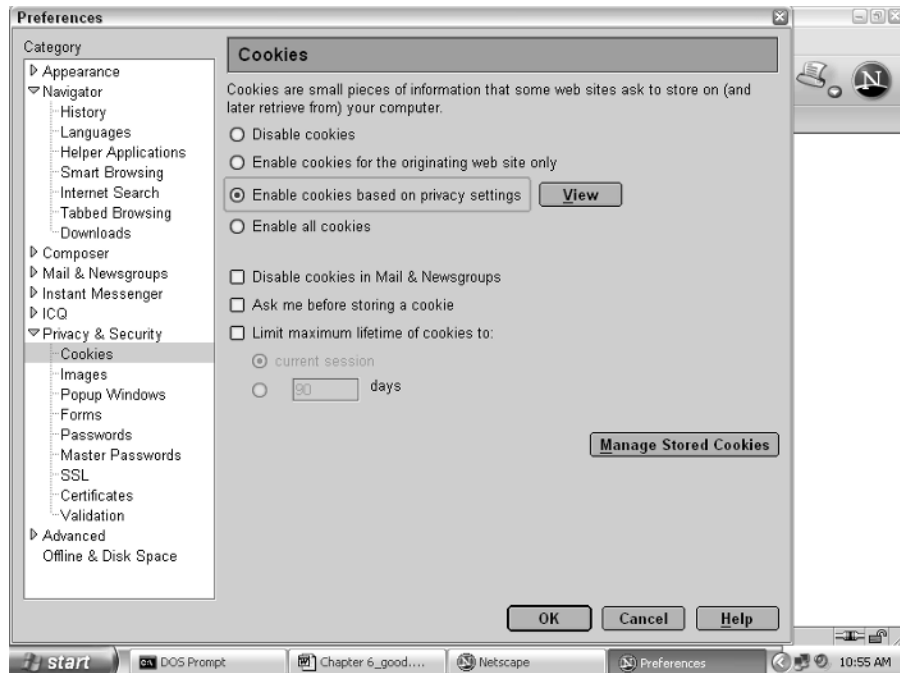 Preferences
Category
Appearance
Navigator
History
Languages
Helper Applications
Smart Browsing
Internet Search
Tabbed Browsing
Downloads
Composer
Mail & Newsgroups
Instant Messenger
ICQ
Privacy & Security
Cookies
Images
Popup Windows
Forms
Passwords
Master Passwords
SSL
Certificates
Validation
Advanced
Offline & Disk Space
Cookies
Cookies are small pieces of information that some web sites ask to store on (and
later retrieve from) your computer.
Disable cookies
Enable cookies for the originating web site only
Enable cookies based on privacy settings View
Enable all cookies
Disable cookies in Mail & Newsgroups
Ask me before storing a cookie
Limit maximum lifetime of cookies to:
current session
90 days
Manage Stored Cookies
OK Cancel Help
N
start DOS Prompt Chapter 6_good.... Netscape Preferences 10:55 AM